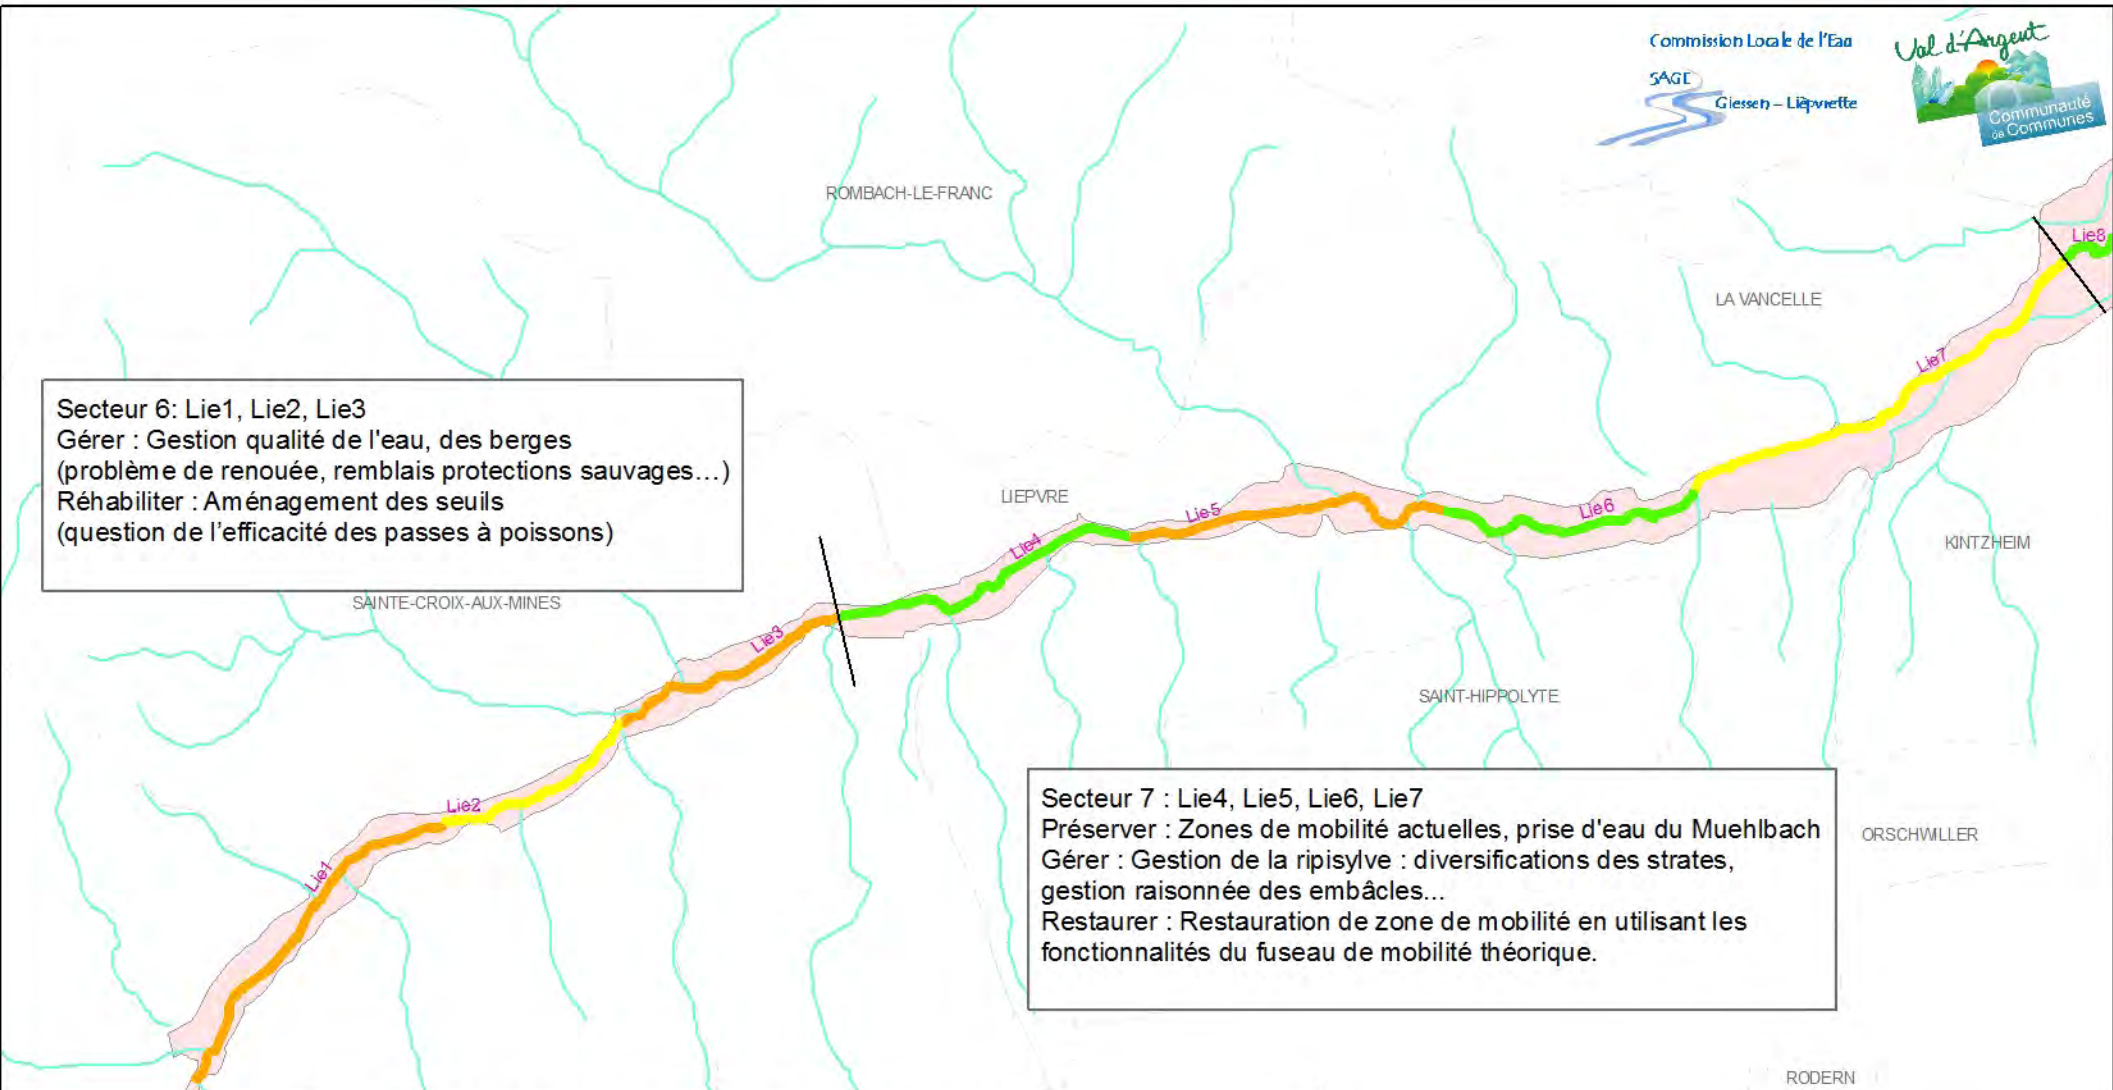 Commission Locale de l'Eau
SAGE
Giessen – Lièpvrette
Val d'Argent
Communauté
de Communes
ROMBACH-LE-FRANC
Lie8
LA VANCELLE
Lie7
Secteur 6: Lie1, Lie2, Lie3
Gérer : Gestion qualité de l'eau, des berges
(problème de renouée, remblais protections sauvages...)
Réhabiliter : Aménagement des seuils
(question de l'efficacité des passes à poissons)
LIEPVRE
Lie5
Lie6
Lie4
KINTZHEIM
SAINTE-CROIX-AUX-MINES
Lie3
SAINT-HIPPOLYTE
Lie2
Lie1
Secteur 7 : Lie4, Lie5, Lie6, Lie7
Préserver : Zones de mobilité actuelles, prise d'eau du Muehlbach
Gérer : Gestion de la ripisylve : diversifications des strates,
gestion raisonnée des embâcles...
Restaurer : Restauration de zone de mobilité en utilisant les
fonctionnalités du fuseau de mobilité théorique.
ORSCHWILLER
RODERN